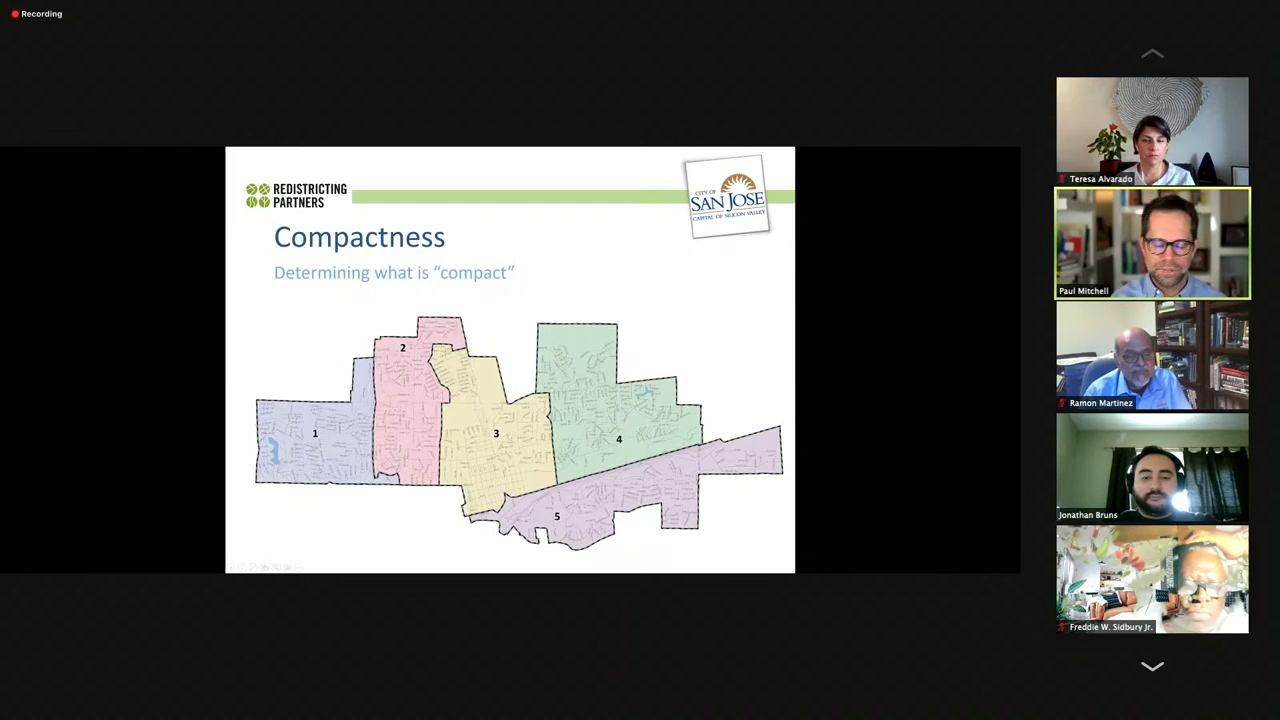 Recording
REDISTRICTING
PARTNERS
CITY OF
SAN JOSE
CAPITAL OF SILICON VALLEY
Compactness
Determining what is “compact”
1
2
3
4
5
Teresa Alvarado
Paul Mitchell
Ramon Martinez
Jonathan Bruns
Freddie W. Sidbury Jr.